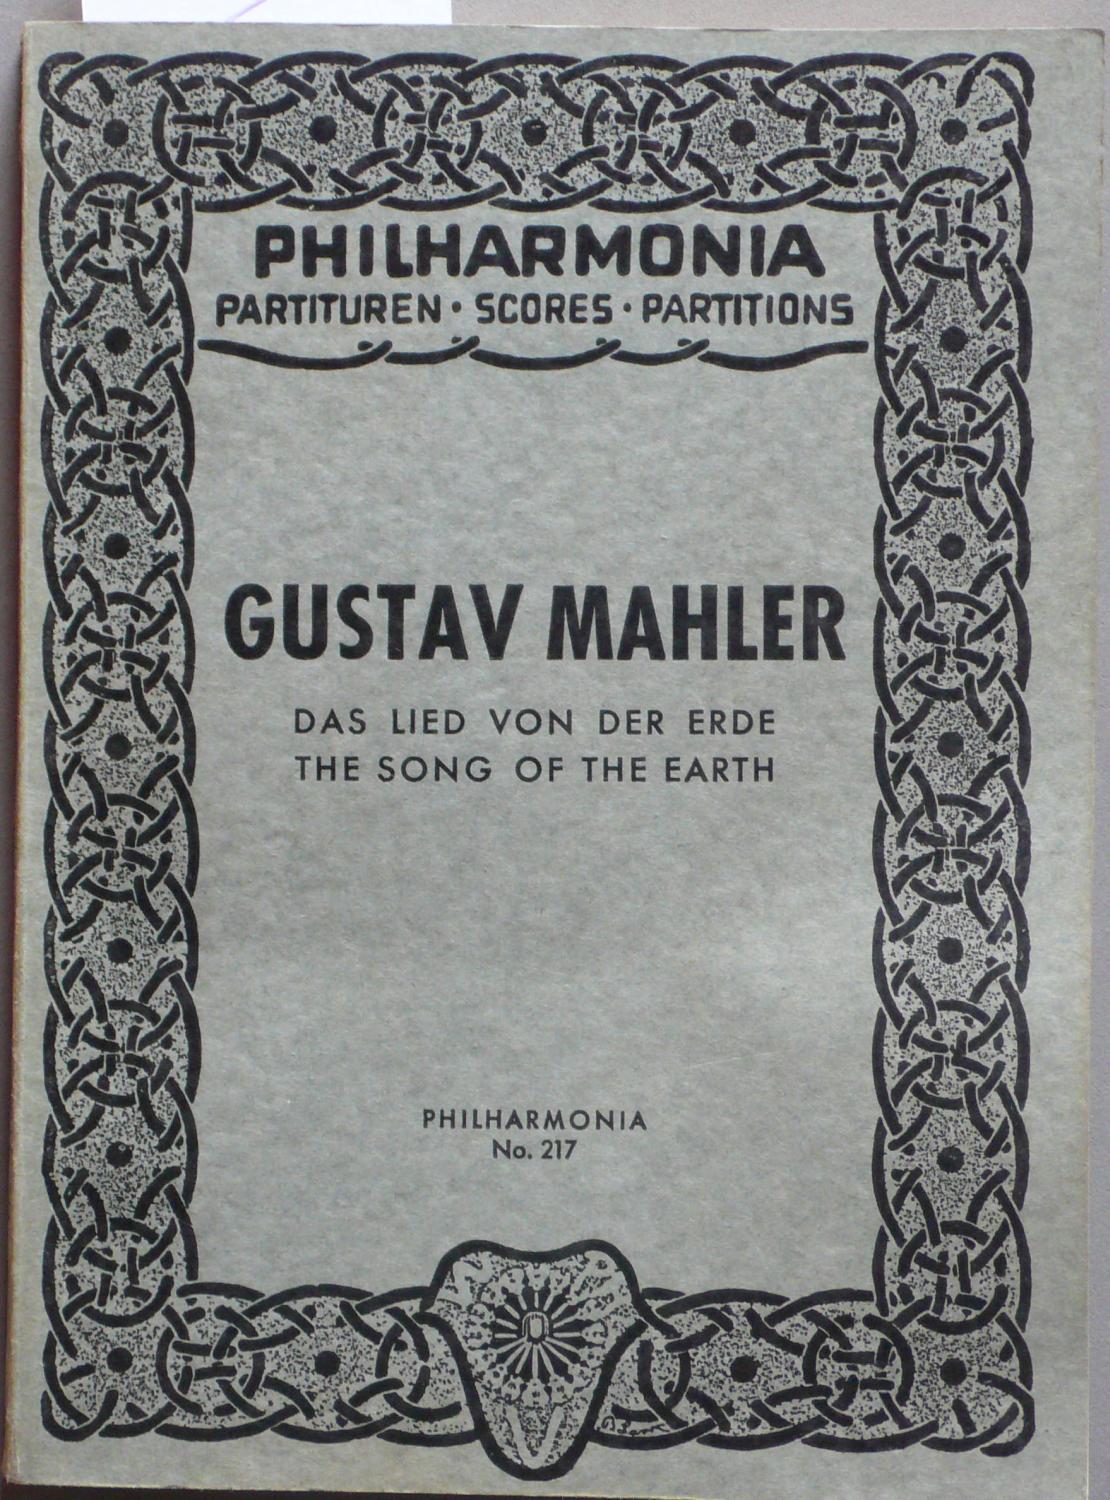 PHILHARMONIA
PARTITUREN · SCORES · PARTITIONS
GUSTAV MAHLER
DAS LIED VON DER ERDE
THE SONG OF THE EARTH
PHILHARMONIA
No. 217